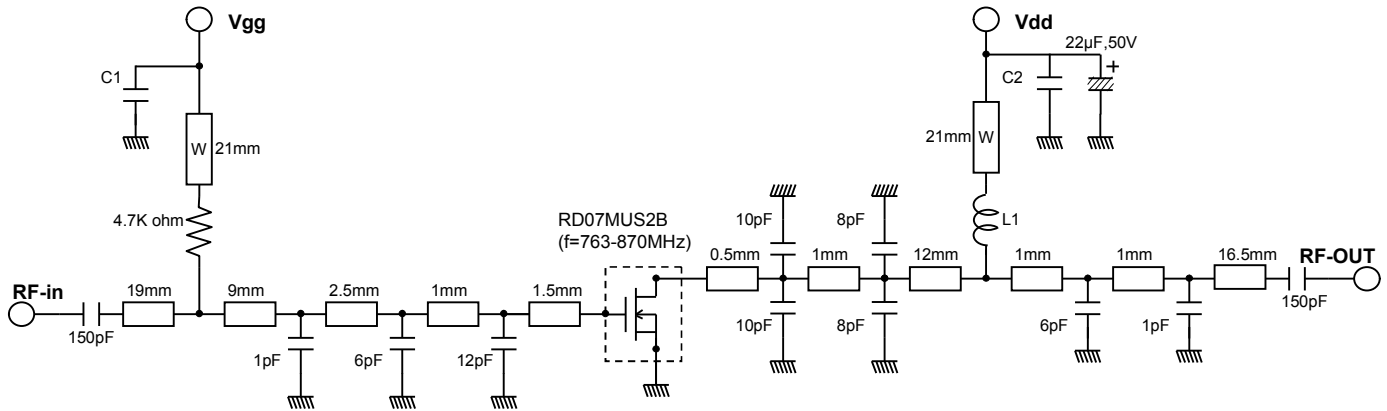 Vgg
C1
W
21mm
4.7K ohm
RF-in
150pF
19mm
9mm
2.5mm
1mm
1.5mm
1pF
6pF
12pF
RD07MUS2B
(f=763-870MHz)
Vdd
22µF,50V
+
C2
21mm
W
L1
10pF
8pF
0.5mm
1mm
12mm
1mm
1mm
16.5mm
RF-OUT
150pF
10pF
8pF
6pF
1pF